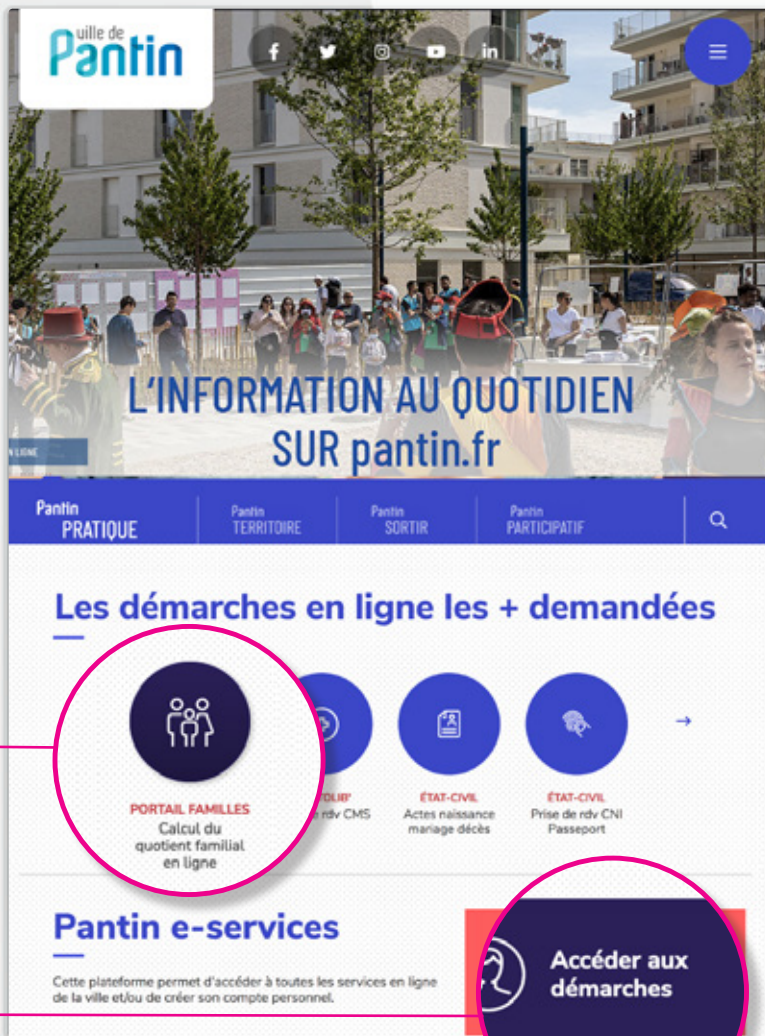 ville de
Pantin
L'INFORMATION AU QUOTIDIEN
SUR pantin.fr
N LIGNE
Pantin
PRATIQUE
Pantin
TERRITOIRE
Pantin
SORTIR
Pantin
PARTICIPATIF
Les démarches en ligne les + demandées
PORTAIL FAMILLES
Calcul du
quotient familial
en ligne
TOLIB'
rdv CMS
ÉTAT-CIVIL
Actes naissance
mariage décès
ÉTAT-CIVIL
Prise de rdv CNI
Passeport
Pantin e-services
Cette plateforme permet d'accéder à toutes les services en ligne
de la ville et/ou de créer son compte personnel.
Accéder aux
démarches